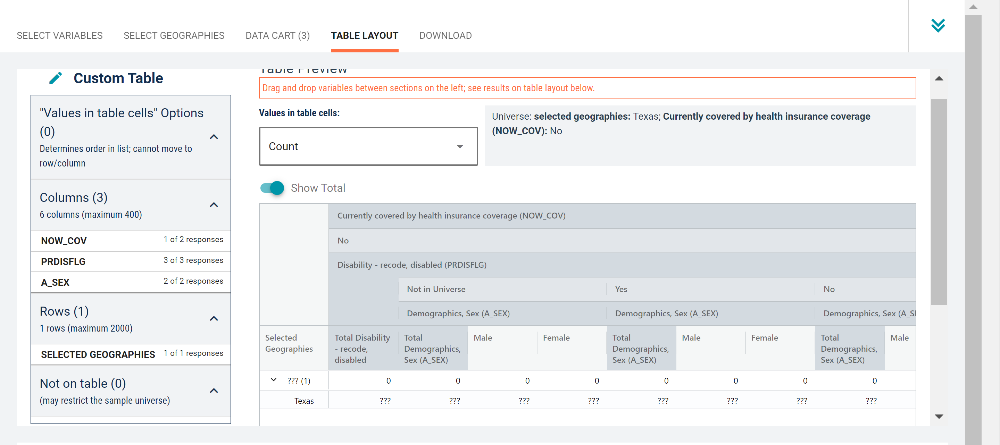 SELECT VARIABLES SELECT GEOGRAPHIES DATA CART (3) TABLE LAYOUT DOWNLOAD
Custom Table
"Values in table cells" Options
(0)
Determines order in list; cannot move to
row/column
Columns (3)
6 columns (maximum 400)
NOW_COV 1 of 2 responses
PRDISFLG 3 of 3 responses
A_SEX 2 of 2 responses
Rows (1)
1 rows (maximum 2000)
SELECTED GEOGRAPHIES 1 of 1 responses
Not on table (0)
(may restrict the sample universe)
Table Preview
Drag and drop variables between sections on the left; see results on table layout below.
Values in table cells:
Count
Universe: selected geographies: Texas; Currently covered by health insurance coverage
(NOW_COV): No
Show Total
Currently covered by health insurance coverage (NOW_COV)
No
Disability - recode, disabled (PRDISFLG)
Not in Universe Yes No
Demographics, Sex (A_SEX) Demographics, Sex (A_SEX) Demographics, Sex (A_SE
Selected Total Disability Total Male Female Total Male Female Total Male
Geographies - recode, Demographics, Demographics, Demographics,
disabled Sex (A_SEX) Sex (A_SEX) Sex (A_SEX)
??? (1) 0 0 0 0 0 0 0 0
Texas ??? ??? ??? ??? ??? ??? ??? ???